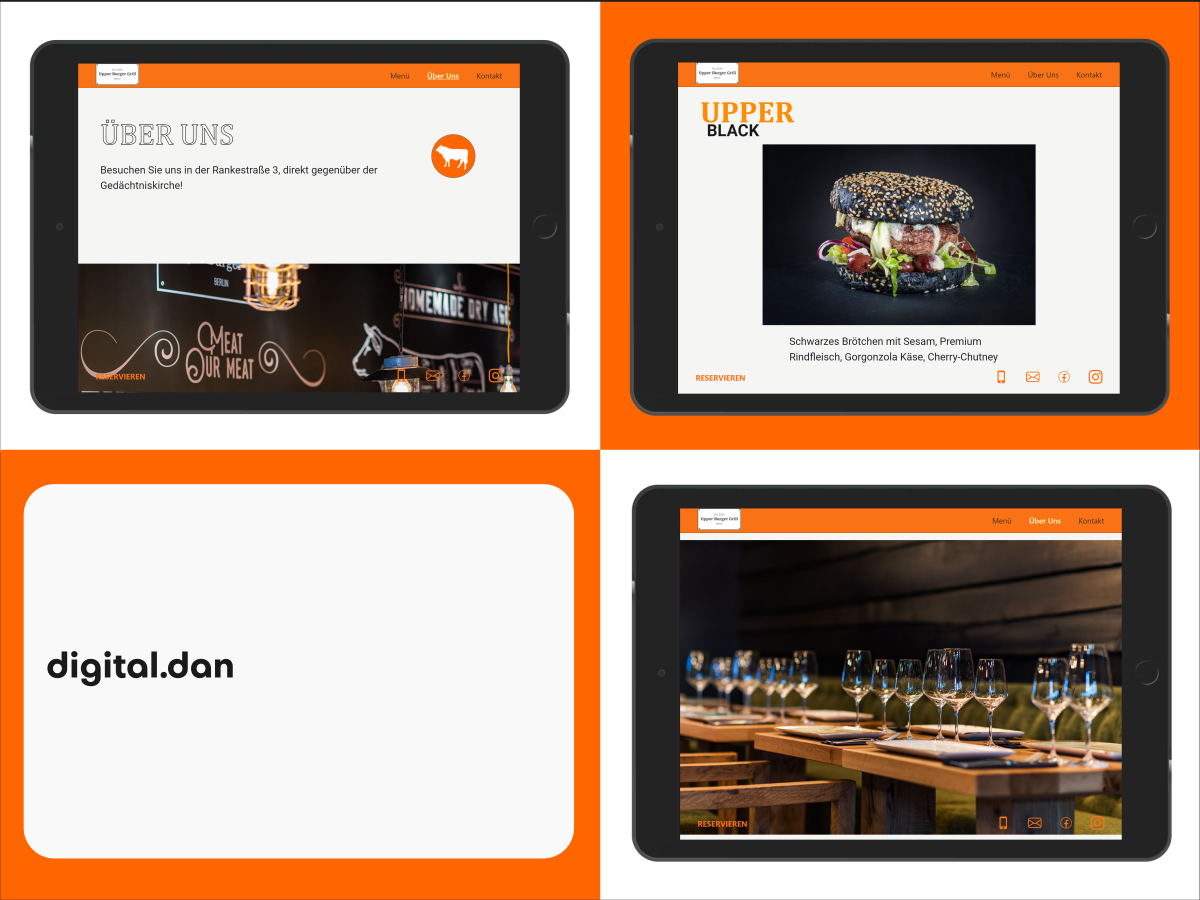 Upper Burger Grill
Menü
Über Uns
Kontakt
ÜBER UNS
Besuchen Sie uns in der Rankestraße 3, direkt gegenüber der
Gedächtniskirche!
BERLIN
HOMEMADE DRY AGE
MEAT
OUR MEAT
RESERVIEREN
Upper Burger Grill
Menü
Über Uns
Kontakt
UPPER
BLACK
Schwarzes Brötchen mit Sesam, Premium
Rindfleisch, Gorgonzola Käse, Cherry-Chutney
RESERVIEREN
digital.dan
Upper Burger Grill
Menü
Über Uns
Kontakt
RESERVIEREN